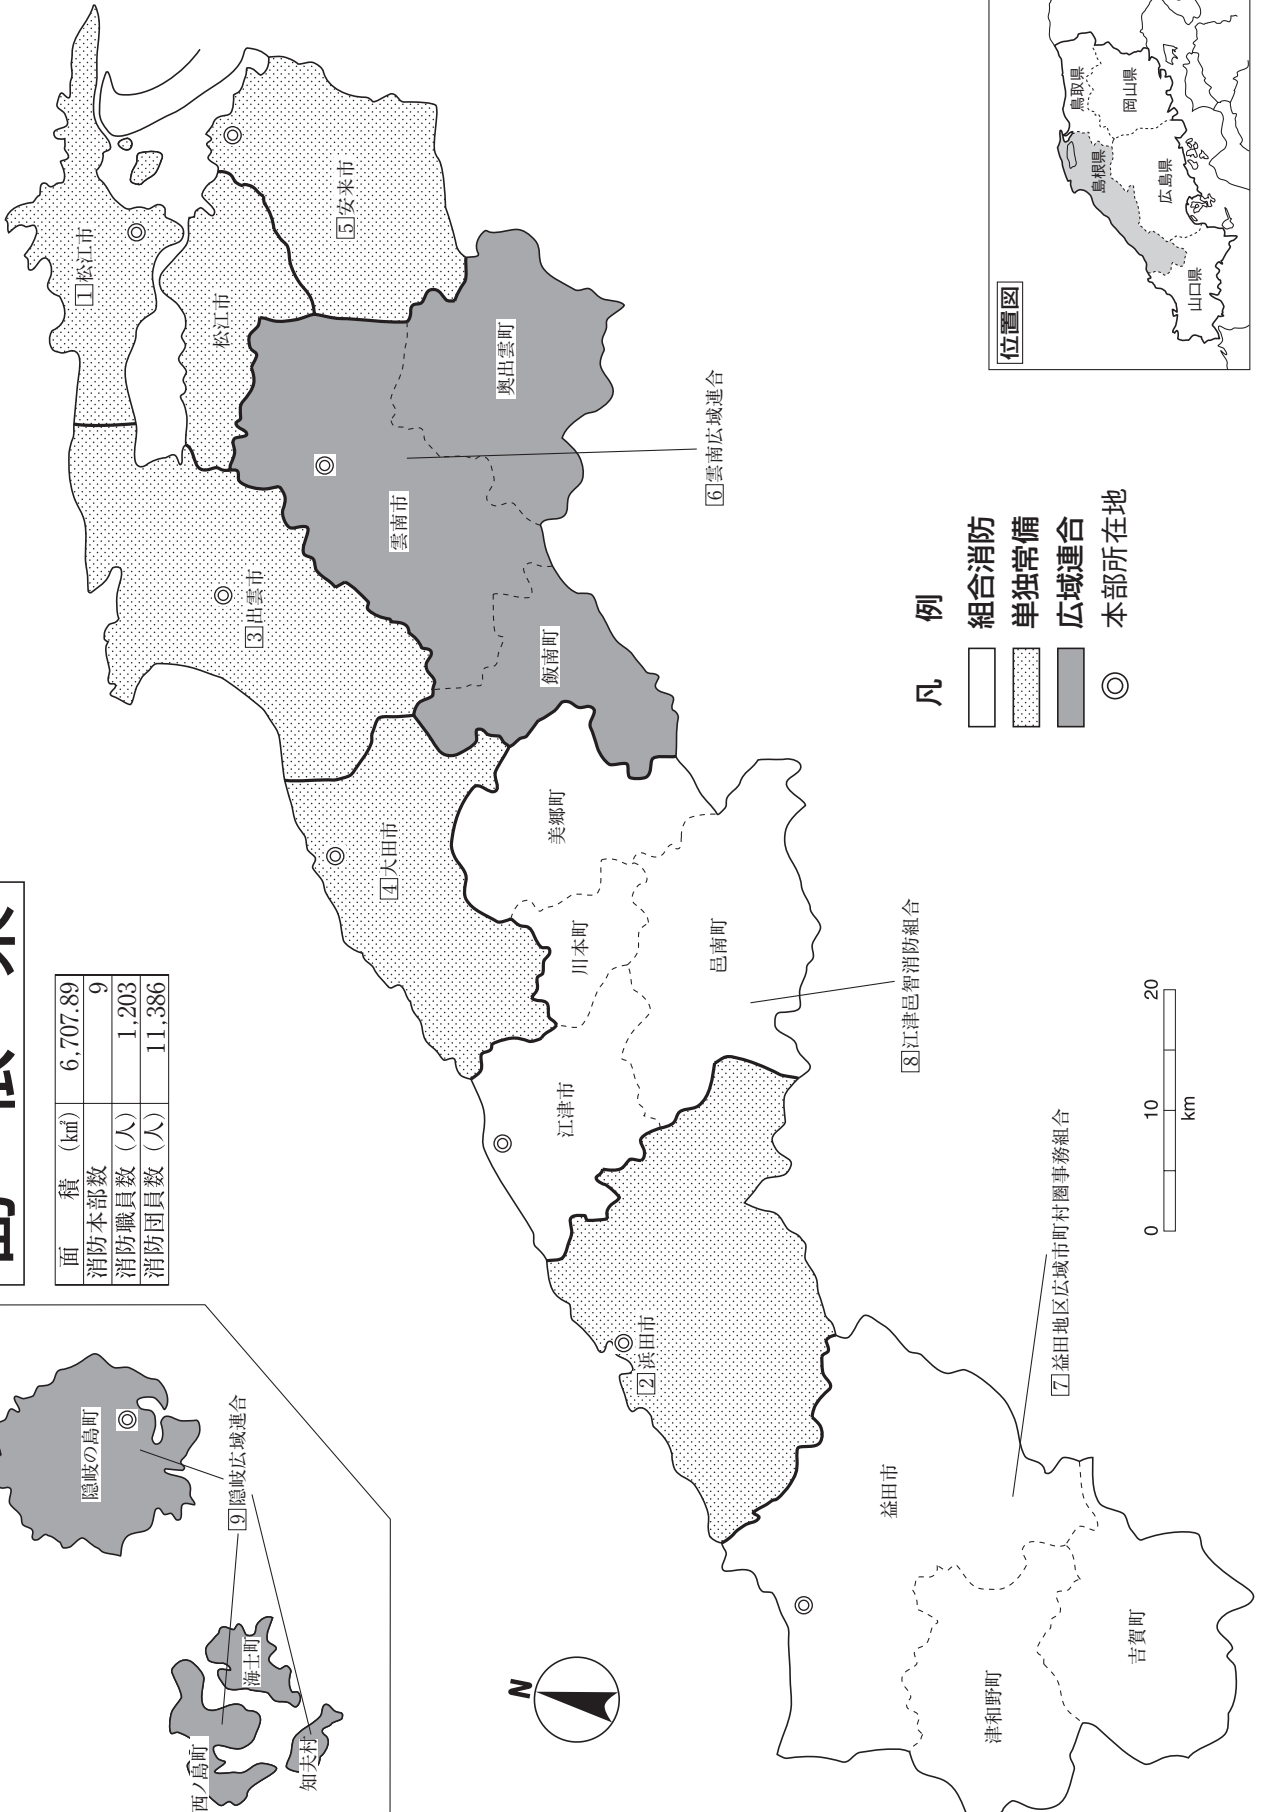 面 積 (㎢) 6,707.89
消防本部数 9
消防職員数 (人) 1,203
消防団員数 (人) 11,386
隠岐の島町
9 隠岐広域連合
海士町
西ノ島町
知夫村
N
1 松江市
松江市
5 安来市
3 出雲市
雲南市
奥出雲町
飯南町
6 雲南広域連合
4 大田市
美郷町
川本町
邑南町
江津市
8 江津邑智消防組合
2 浜田市
益田市
津和野町
吉賀町
7 益田地区広域市町村圏事務組合
凡 例
組合消防
単独常備
広域連合
本部所在地
0 10 20
km
位置図
鳥取県
岡山県
島根県
広島県
山口県